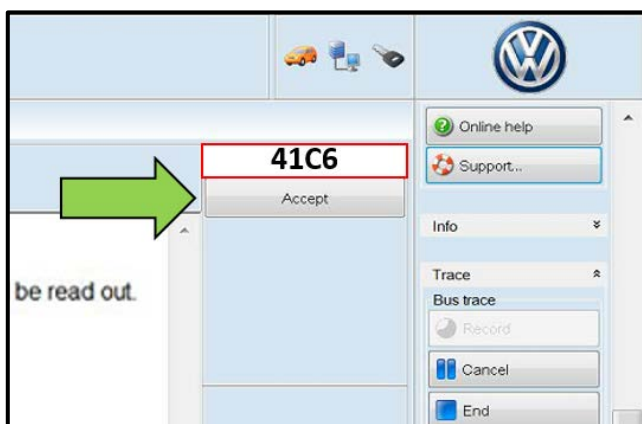 Online help
41C6
Support...
Accept
Info
Trace
be read out.
Bus trace
Record
Cancel
End